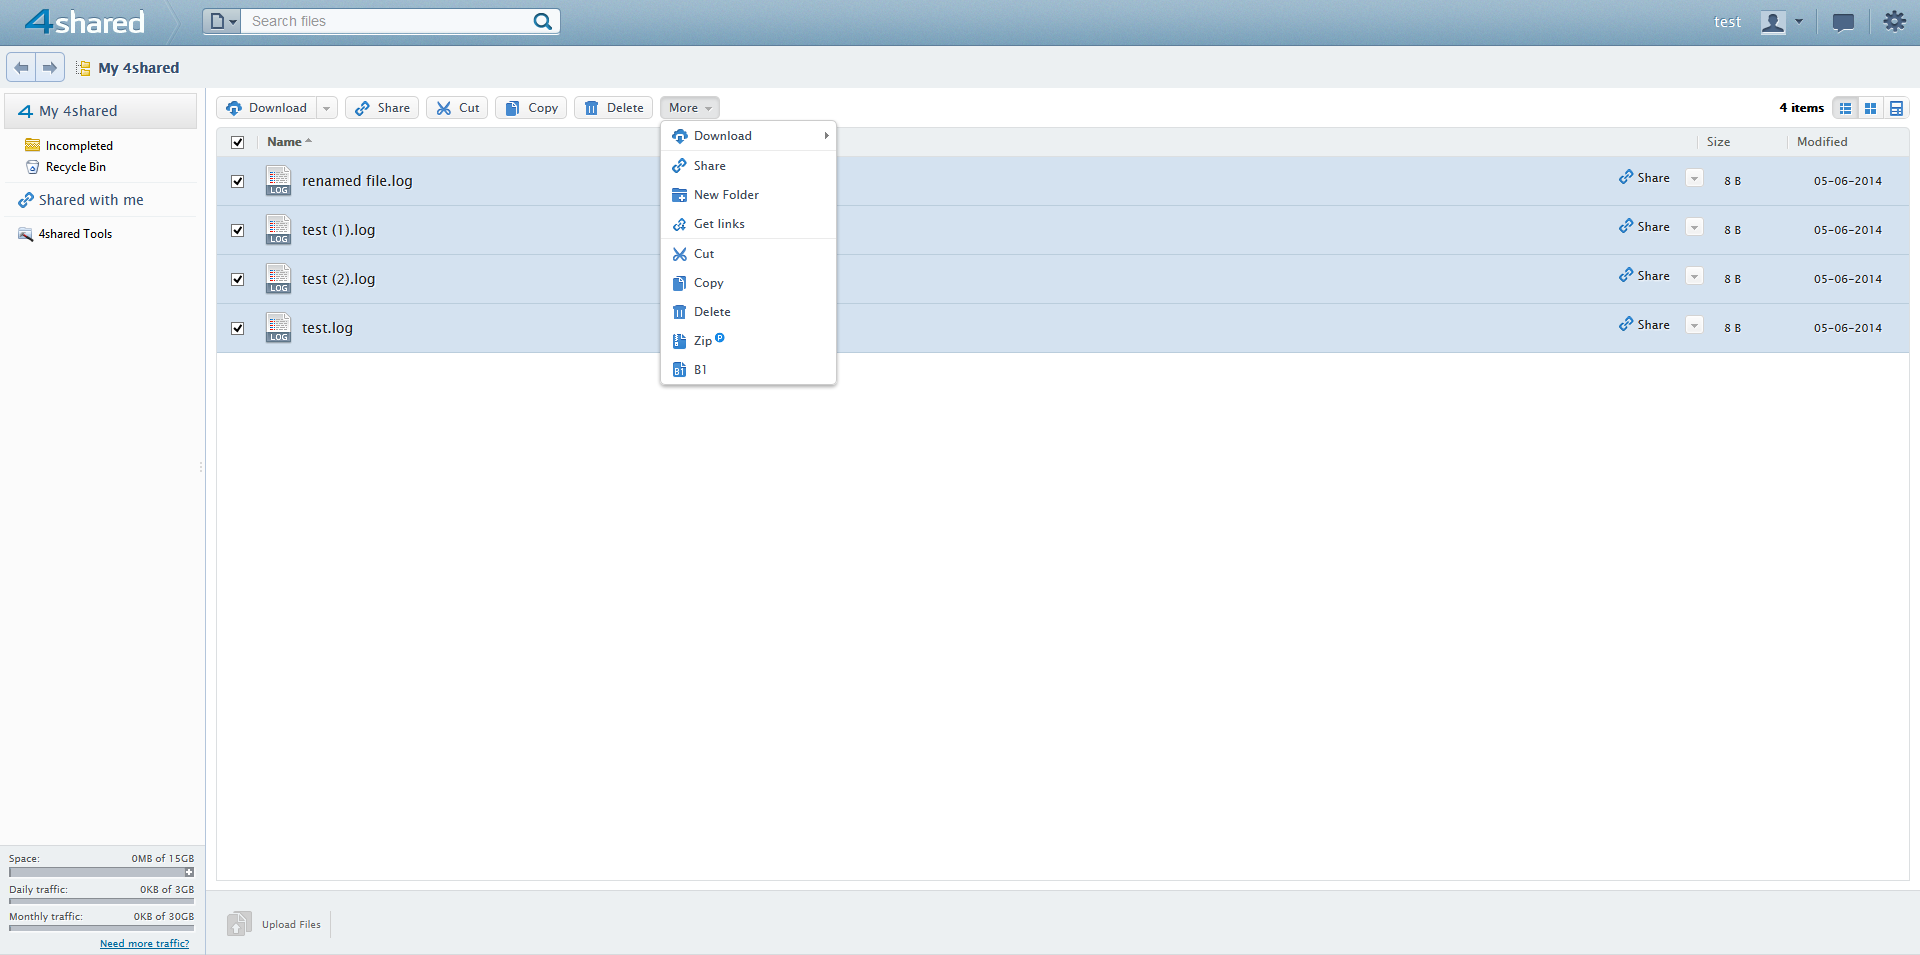 4shared
Search files
test
My 4shared
My 4shared
Incompleted
Recycle Bin
Shared with me
4shared Tools
Download Share Cut Copy Delete More
4 items
Name Size Modified
renamed file.log Share 8 B 05-06-2014
test (1).log Share 8 B 05-06-2014
test (2).log Share 8 B 05-06-2014
test.log Share 8 B 05-06-2014
LOG
LOG
LOG
LOG
Download
Share
New Folder
Get links
Cut
Copy
Delete
Zip P
B1 B1
Space: 0MB of 15GB
Daily traffic: 0KB of 3GB
Monthly traffic: 0KB of 30GB
Need more traffic?
Upload Files